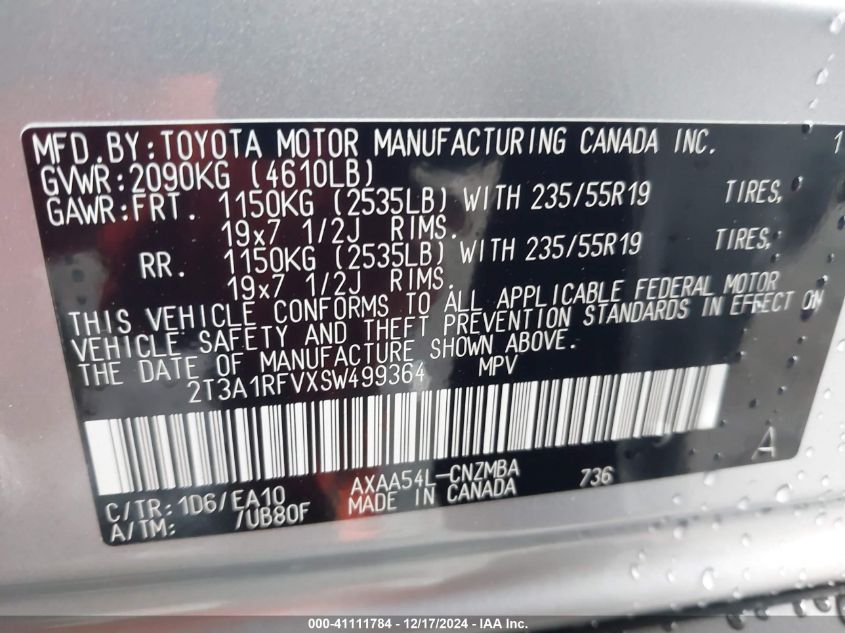 MFD.BY:TOYOTA MOTOR MANUFACTURING CANADA INC. 1
GVWR:2090KG (4610LB)
GAWR:FRT. 1150KG (2535LB) WITH 235/55R19 TIRES,
19x7 1/2J RIMS.
RR. 1150KG (2535LB) WITH 235/55R19 TIRES,
19x7 1/2J RIMS.
THIS VEHICLE CONFORMS TO ALL APPLICABLE FEDERAL MOTOR
VEHICLE SAFETY AND THEFT PREVENTION STANDARDS IN EFFECT ON
THE DATE OF MANUFACTURE SHOWN ABOVE.
2T3A1RFVXSW499364 MPV
A
C/TR:1D6/EA10 AXAA54L-CNZMBA 736
A/TM: /UB80F MADE IN CANADA
000-41111784 - 12/17/2024 - IAA Inc.